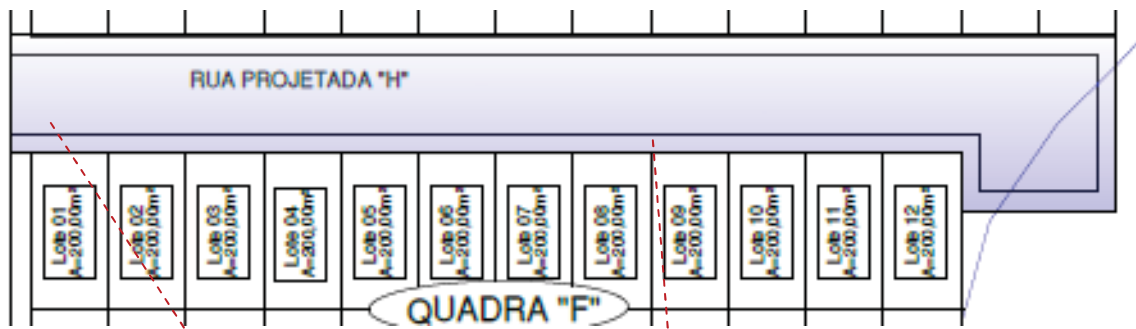 RUA PROJETADA "H"
Lote 01
A=200,00m²
Lote 02
A=200,00m²
Lote 03
A=200,00m²
Lote 04
A=200,00m²
Lote 05
A=200,00m²
Lote 06
A=200,00m²
Lote 07
A=200,00m²
Lote 08
A=200,00m²
Lote 09
A=200,00m²
Lote 10
A=200,00m²
Lote 11
A=200,00m²
Lote 12
A=200,00m²
QUADRA "F"